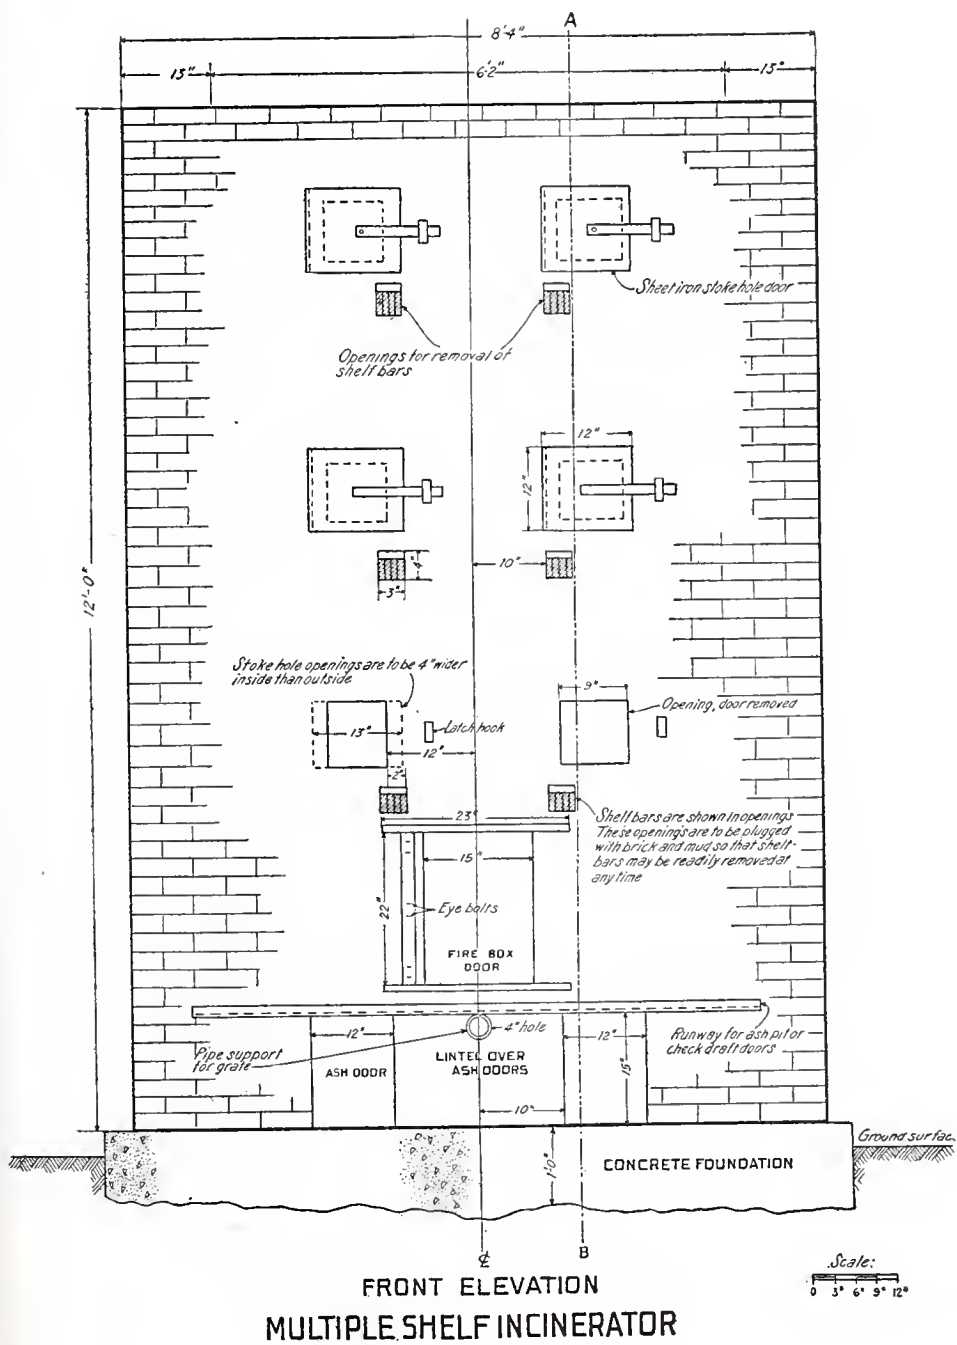 A
8'-4"
13"
6'-2"
13"
Sheet iron stoke hole door
Openings for removal of
shelf bars
12"
12"
12'-0"
4"
10"
3"
Stoke hole openings are to be 4" wider
inside than outside
9"
Opening, door removed
13"
Latch hook
12"
2"
23"
Shelf bars are shown in openings
These openings are to be plugged
with brick and mud so that shelf-
bars may be readily removed at
any time
15"
22"
Eye bolts
FIRE BOX
DOOR
12"
4" hole
12"
Runway for ash pit or
check draft doors
Pipe support
for grate
LINTEL OVER
ASH DOORS
ASH DOOR
15"
10"
Ground surfac.
1'-0"
CONCRETE FOUNDATION
℄
B
Scale:
0 3" 6" 9" 12"
FRONT ELEVATION
MULTIPLE SHELF INCINERATOR